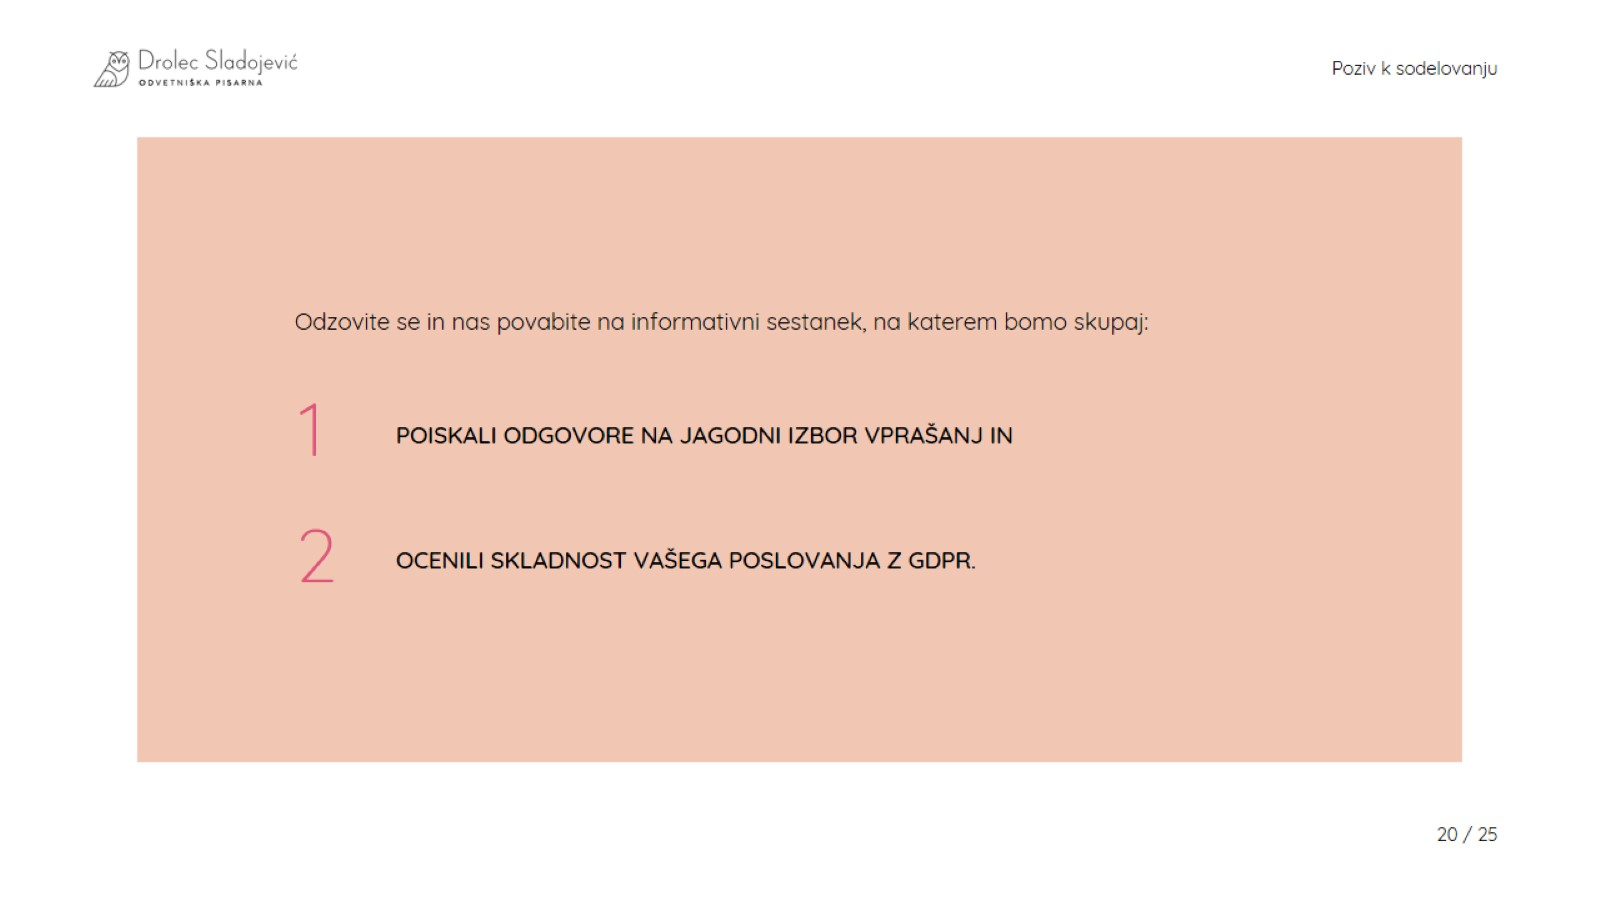 Drolec Sladojević
ODVETNIŠKA PISARNA
Poziv k sodelovanju
Odzovite se in nas povabite na informativni sestanek, na katerem bomo skupaj:
1 POISKALI ODGOVORE NA JAGODNI IZBOR VPRAŠANJ IN
2 OCENILI SKLADNOST VAŠEGA POSLOVANJA Z GDPR.
20 / 25